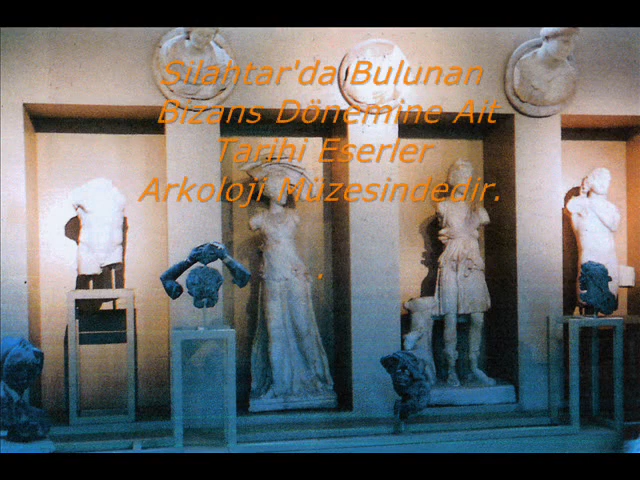 Silahtar'da Bulunan
Bizans Dönemine Ait
Tarihi Eserler
Arkoloji Müzesindedir.